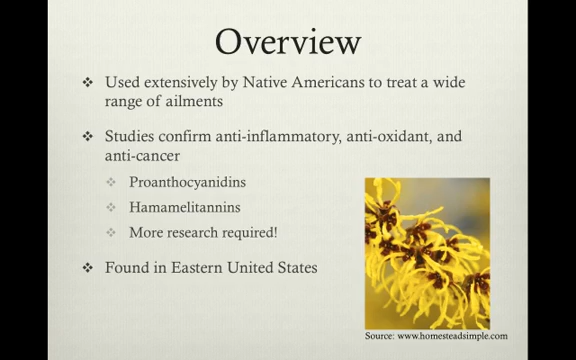 Overview
Used extensively by Native Americans to treat a wide
range of ailments
Studies confirm anti-inflammatory, anti-oxidant, and
anti-cancer
Proanthocyanidins
Hamamelitannins
More research required!
Found in Eastern United States
Source: www.homesteadsimple.com